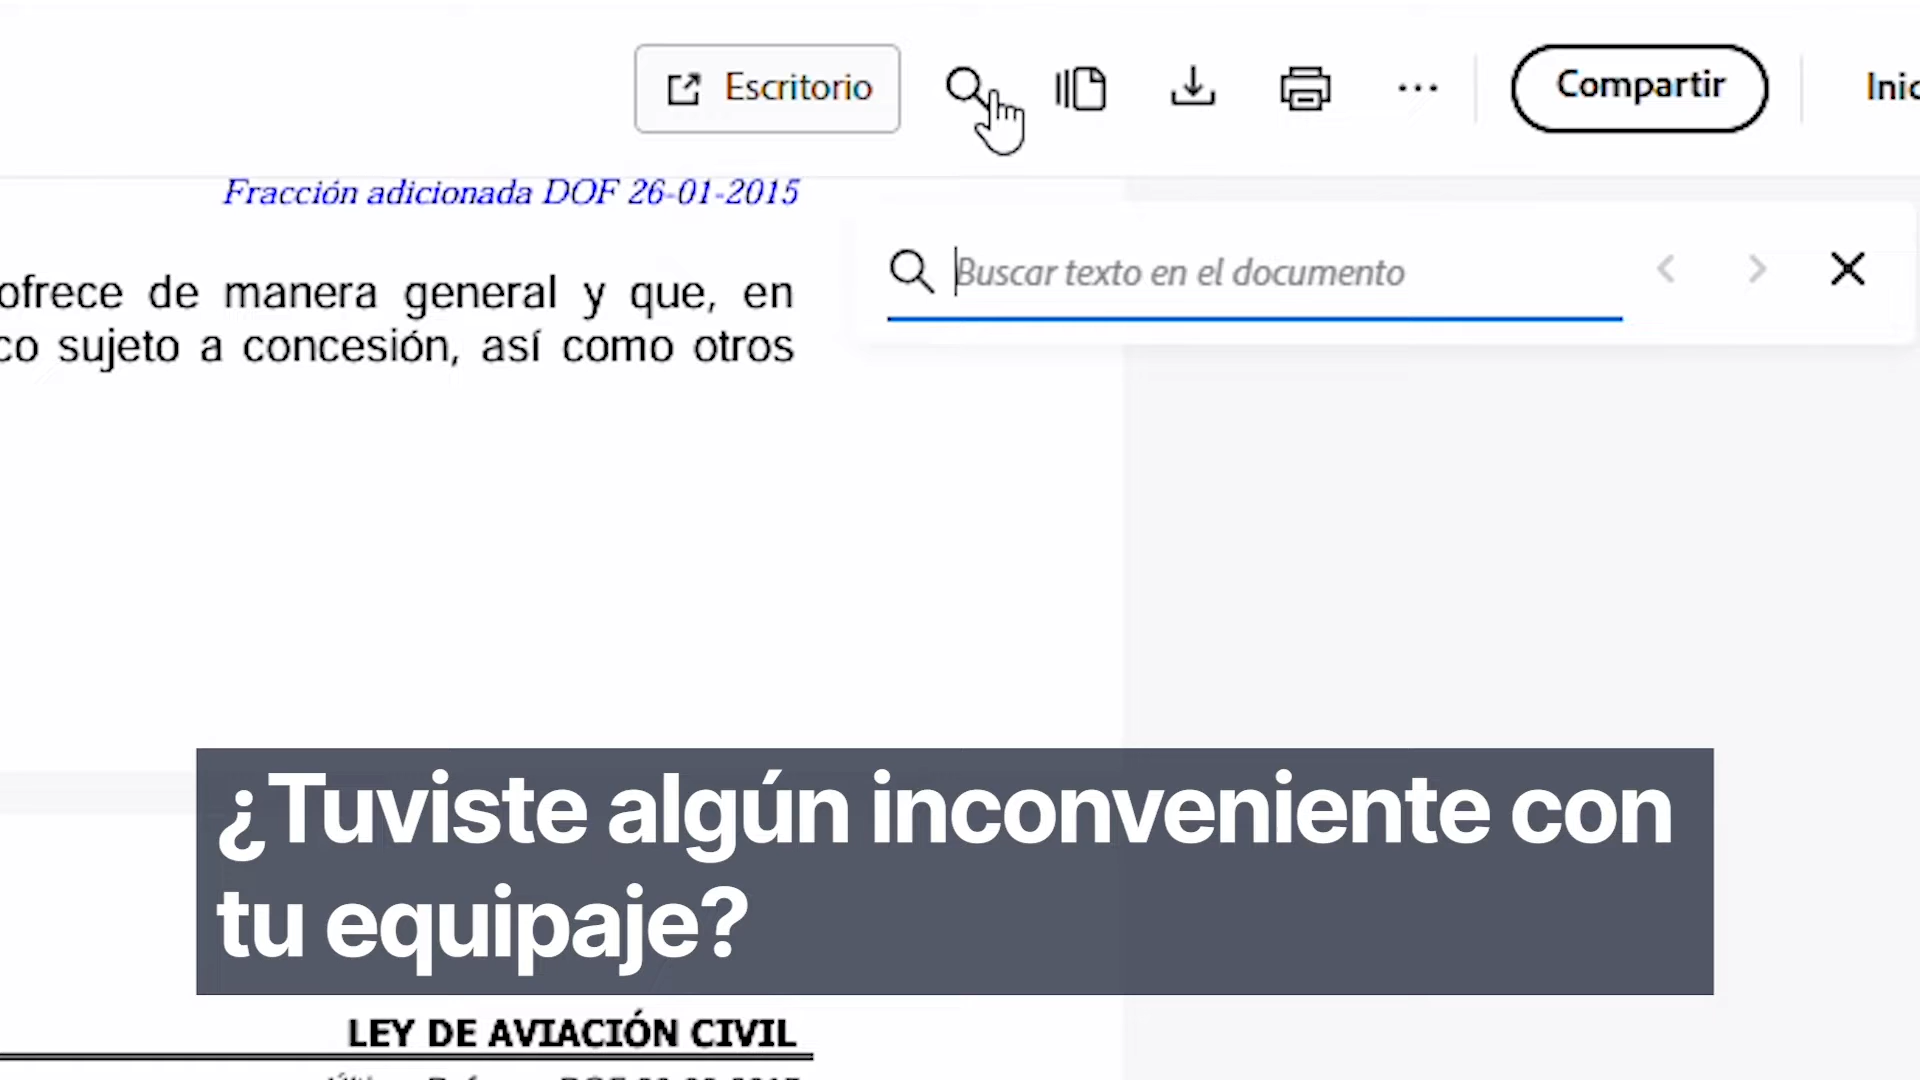 Escritorio
Compartir
Fracción adicionada DOF 26-01-2015
Buscar texto en el documento
ofrece de manera general y que, en
sujeto a concesión, así como otros
¿Tuviste algún inconveniente con
tu equipaje?
LEY DE AVIACIÓN CIVIL